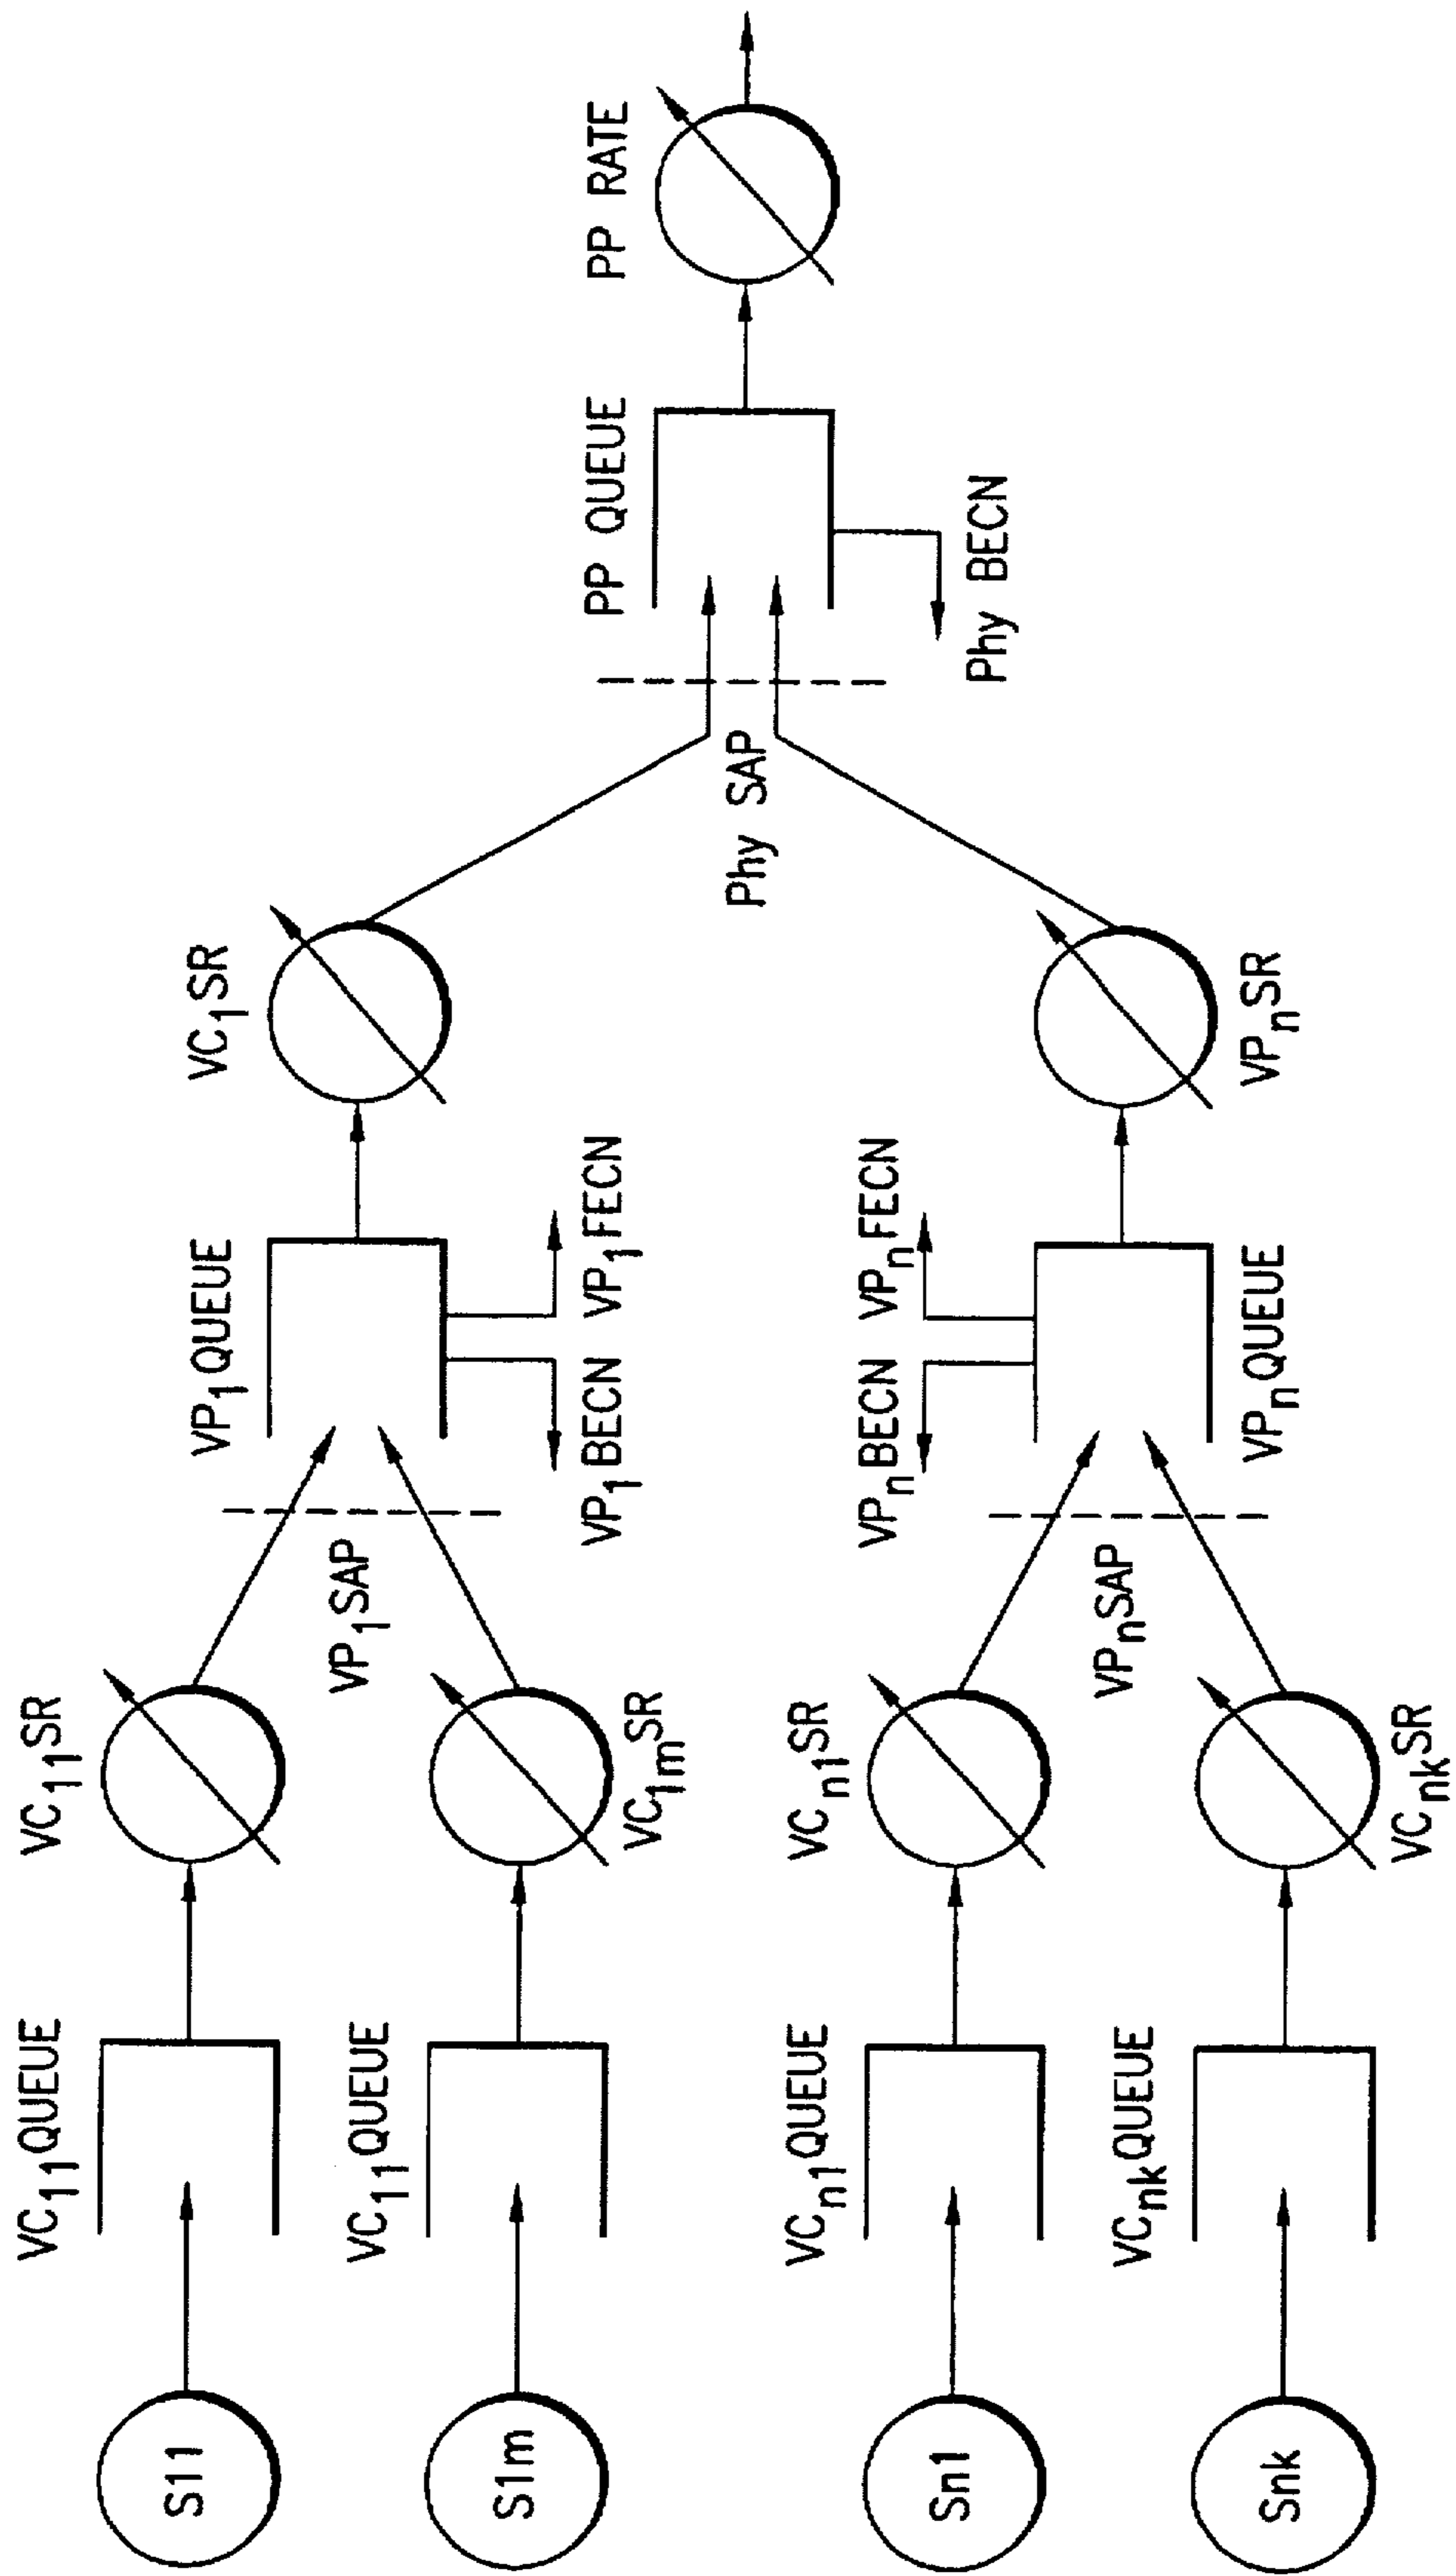 S11
VC11QUEUE
VC11SR
S1m
VC11QUEUE
VC1mSR
VP1SAP
VP1QUEUE
VP1BECN
VP1FECN
VC1SR
Sn1
VCn1QUEUE
VCn1SR
Snk
VCnkQUEUE
VCnkSR
VPnSAP
VPnBECN
VPnFECN
VPnQUEUE
VPnSR
Phy SAP
PP QUEUE
Phy BECN
PP RATE